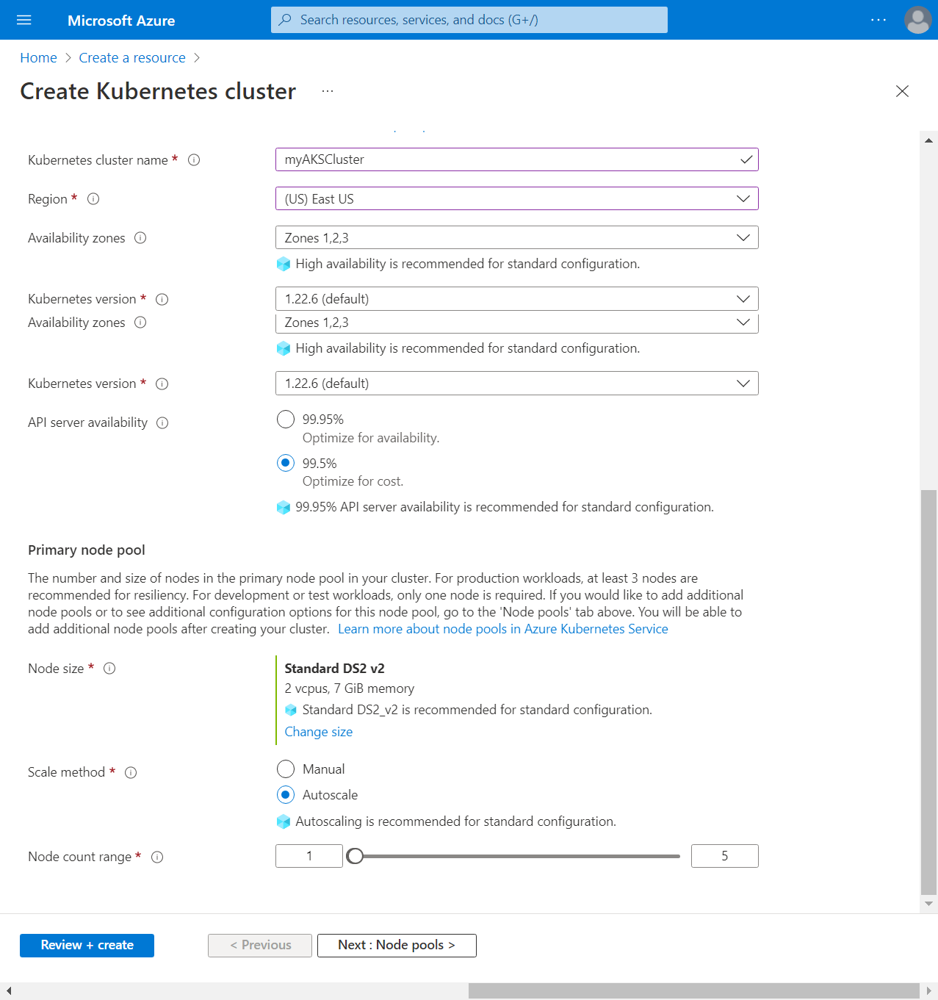 Microsoft Azure
Search resources, services, and docs (G+/)
Home > Create a resource >
Create Kubernetes cluster ...
Kubernetes cluster name *
myAKSCluster
Region *
(US) East US
Availability zones
Zones 1,2,3
High availability is recommended for standard configuration.
Kubernetes version *
1.22.6 (default)
Availability zones
Zones 1,2,3
High availability is recommended for standard configuration.
Kubernetes version *
1.22.6 (default)
API server availability
99.95%
Optimize for availability.
99.5%
Optimize for cost.
99.95% API server availability is recommended for standard configuration.
Primary node pool
The number and size of nodes in the primary node pool in your cluster. For production workloads, at least 3 nodes are
recommended for resiliency. For development or test workloads, only one node is required. If you would like to add additional
node pools or to see additional configuration options for this node pool, go to the 'Node pools' tab above. You will be able to
add additional node pools after creating your cluster. Learn more about node pools in Azure Kubernetes Service
Node size *
Standard DS2 v2
2 vcpus, 7 GiB memory
Standard DS2_v2 is recommended for standard configuration.
Change size
Scale method *
Manual
Autoscale
Autoscaling is recommended for standard configuration.
Node count range *
1
5
Review + create
< Previous
Next : Node pools >